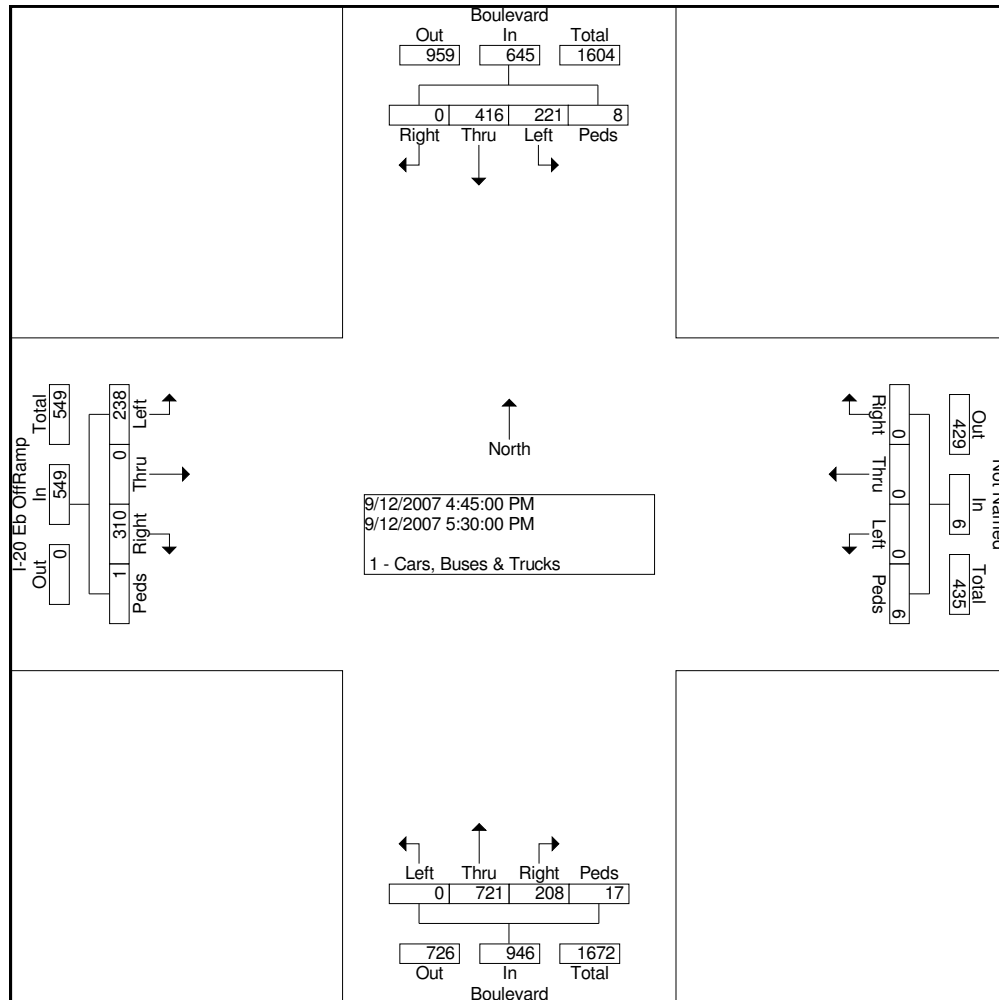 Boulevard
Out In Total
959 645 1604
0 416 221 8
Right Thru Left Peds
I-20 Eb OffRamp
Total In Out
549 549 0
238 0 310 1
Left Thru Right Peds
North
9/12/2007 4:45:00 PM
9/12/2007 5:30:00 PM
1 - Cars, Buses & Trucks
Right Thru Left Peds
0 0 0 6
Out In Total
429 6 435
Not Named
Left Thru Right Peds
0 721 208 17
726 946 1672
Out In Total
Boulevard